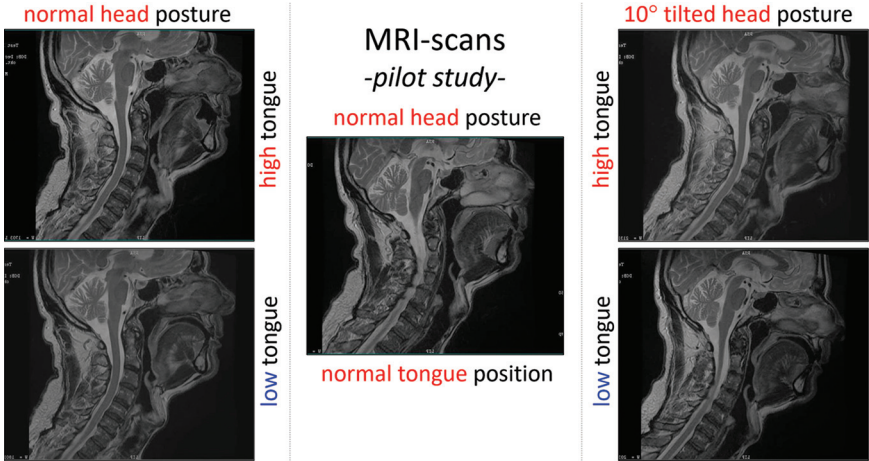 normal head posture
high tongue
low tongue
MRI-scans
-pilot study-
normal head posture
normal tongue position
10° tilted head posture
high tongue
low tongue